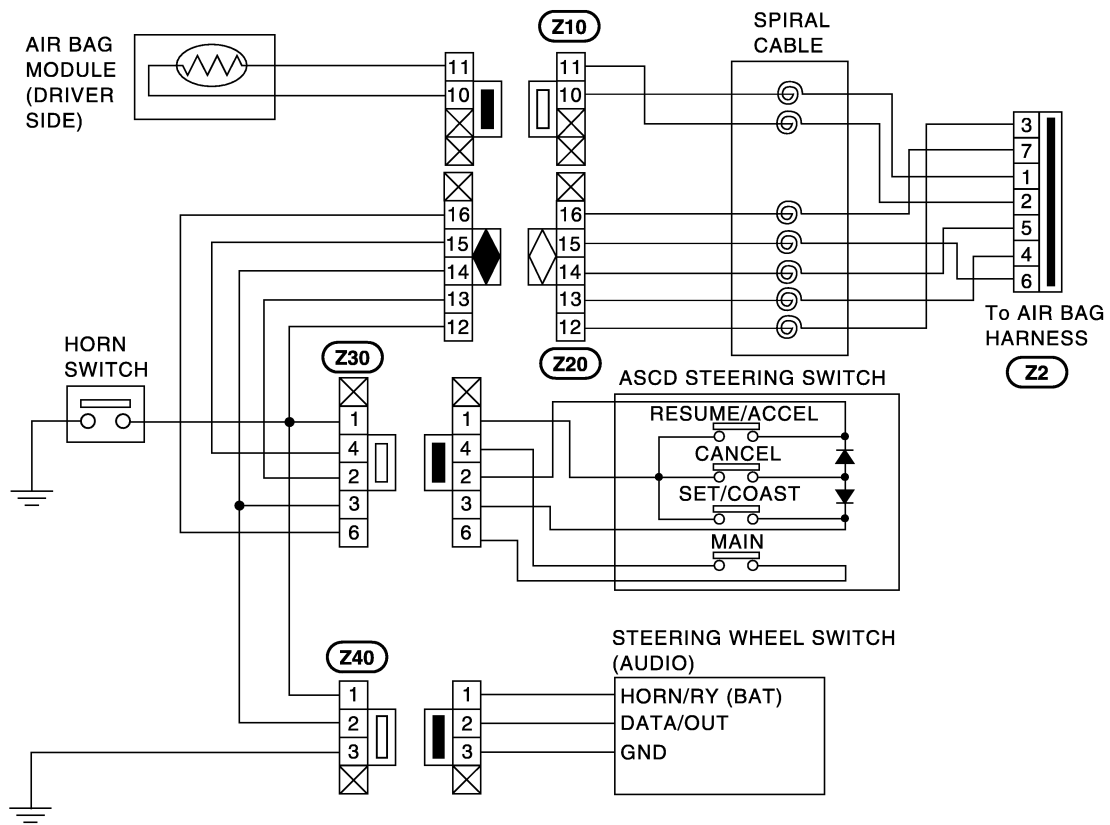 Z10
SPIRAL
CABLE
AIR BAG
MODULE
(DRIVER
SIDE)
11
10
11
10
3
7
1
2
5
4
6
16
15
14
13
12
16
15
14
13
12
To AIR BAG
HARNESS
Z2
HORN
SWITCH
Z30
Z20
ASCD STEERING SWITCH
1
4
2
3
6
1
4
2
3
6
RESUME/ACCEL
CANCEL
SET/COAST
MAIN
STEERING WHEEL SWITCH
(AUDIO)
Z40
1
2
3
1
2
3
HORN/RY (BAT)
DATA/OUT
GND